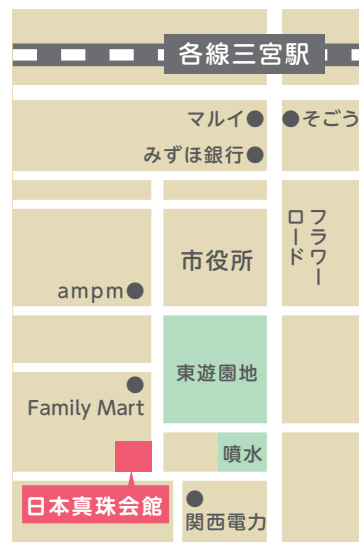 各線三宮駅
マルイ
そごう
みずほ銀行
フラワー
ロード
市役所
ampm
東遊園地
Family Mart
噴水
日本真珠会館
関西電力